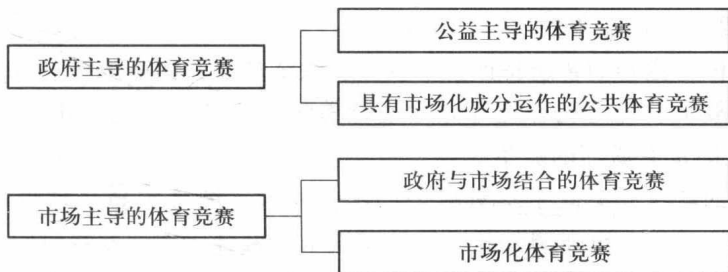 政府主导的体育竞赛
公益主导的体育竞赛
具有市场化成分运作的公共体育竞赛
市场主导的体育竞赛
政府与市场结合的体育竞赛
市场化体育竞赛